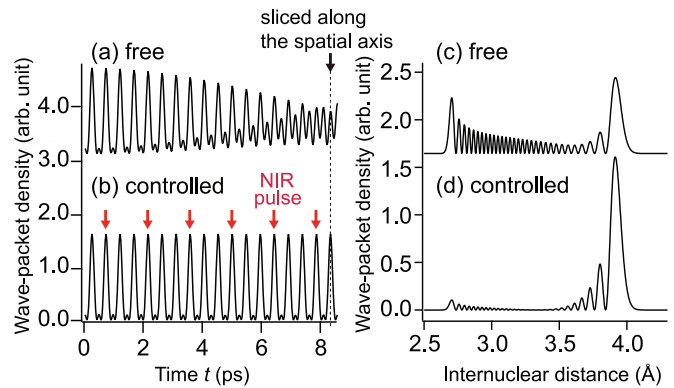 sliced along
the spatial axis
(a) free
(c) free
Wave-packet density (arb. unit)
4.0
3.0
2.0
1.0
0.0
(b) controlled
NIR
pulse
0
2
4
6
8
Time t (ps)
Wave-packet density (arb. unit)
2.5
2.0
1.5
1.0
0.5
0.0
(d) controlled
2.5
3.0
3.5
4.0
Internuclear distance (Å)